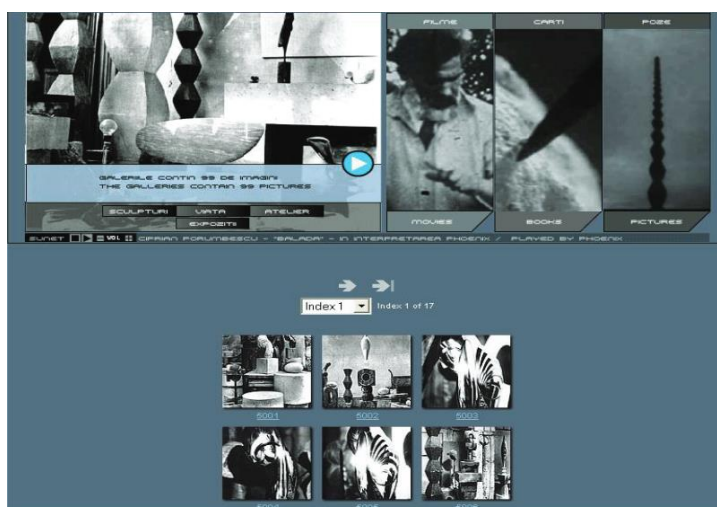 FILME
CARTI
POZE
GALERIILE CONTIN 99 DE IMAGINI
THE GALLERIES CONTAIN 99 PICTURES
SCULPTURI
VIATA
ATELIER
EXPOZITII
MOVIES
BOOKS
PICTURES
SUNET
VOL
CIPRIAN PORUMBESCU - "BALADA" - IN INTERPRETAREA PHOENIX / PLAYED BY PHOENIX
Index 1
Index 1 of 17
5001
5002
5003